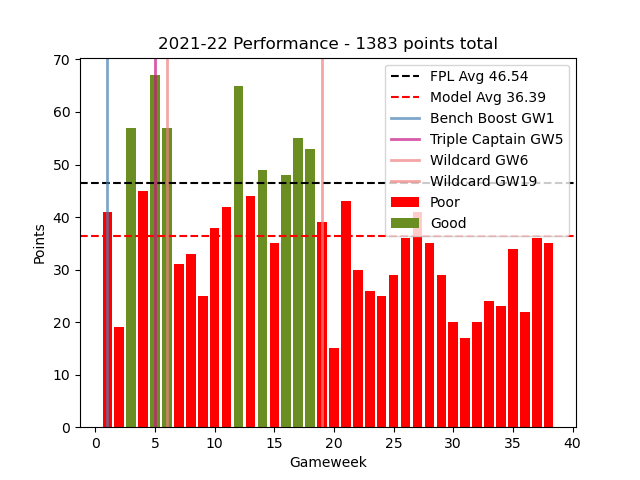 2021-22 Performance - 1383 points total
70
60
50
40
30
20
10
0
Points
FPL Avg 46.54
Model Avg 36.39
Bench Boost GW1
Triple Captain GW5
Wildcard GW6
Wildcard GW19
Poor
Good
0 5 10 15 20 25 30 35 40
Gameweek